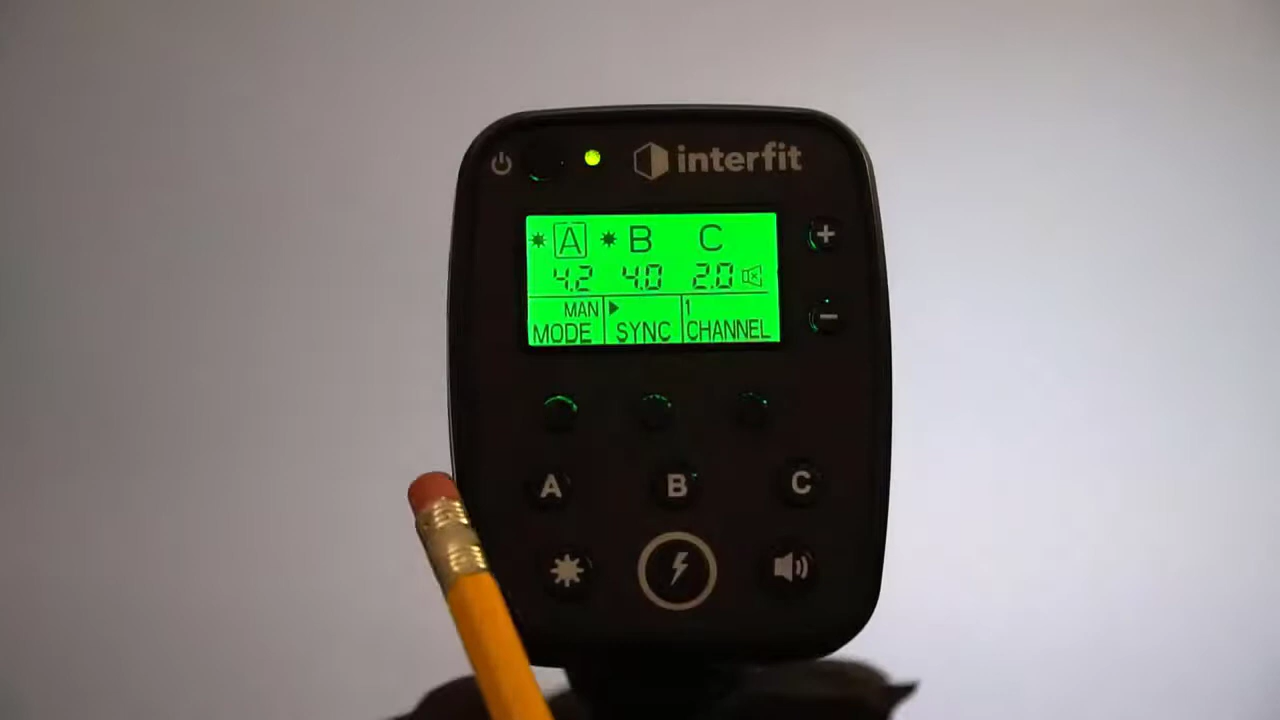 interfit
A B C
4.2 4.0 2.0
MAN 1
MODE SYNC CHANNEL
+
-
A B C